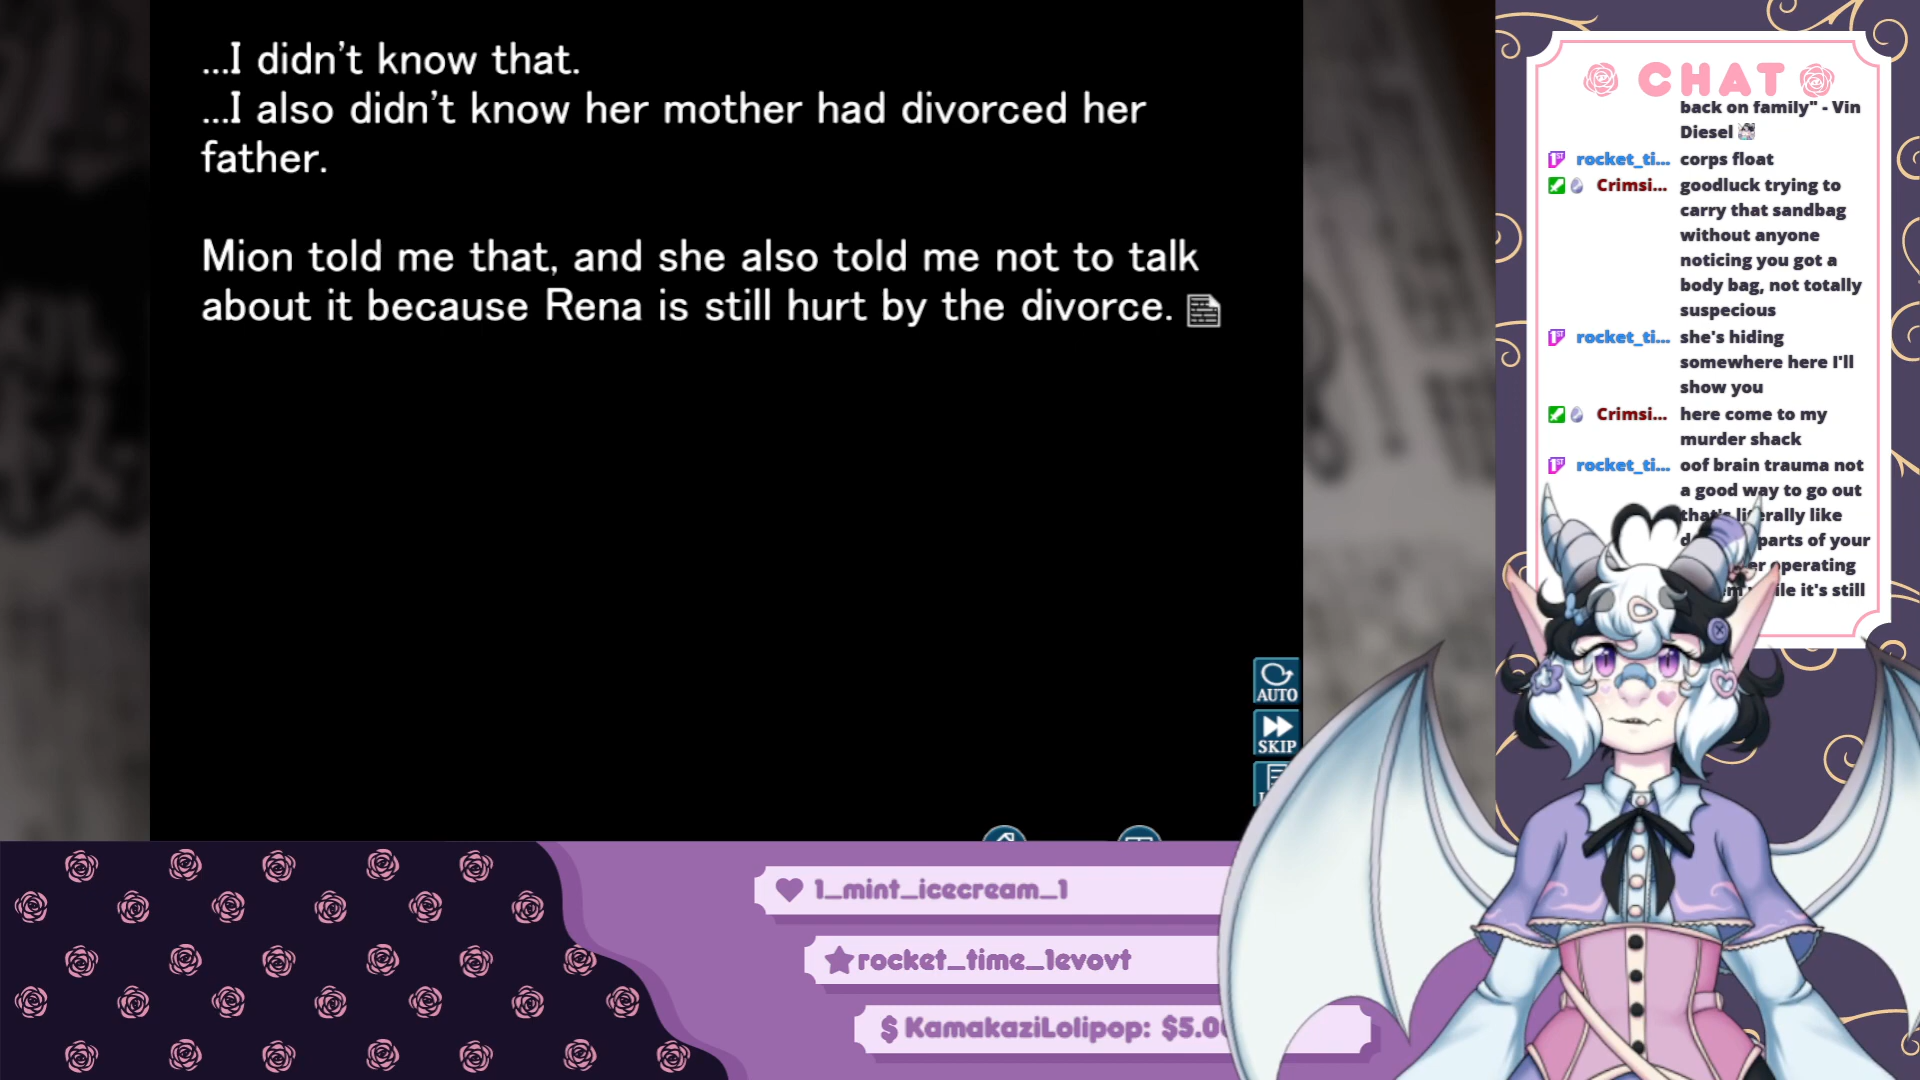 ...I didn't know that.
...I also didn't know her mother had divorced her
father.
Mion told me that, and she also told me not to talk
about it because Rena is still hurt by the divorce.
AUTO
SKIP
CHAT
back on family" - Vin
Diesel
rocket_ti... corps float
Crimsi... goodluck trying to
carry that sandbag
without anyone
noticing you got a
body bag, not totally
suspecious
rocket_ti... she's hiding
somewhere here I'll
show you
Crimsi... here come to my
murder shack
rocket_ti... oof brain trauma not
a good way to go out
that's literally like
parts of your
operating
it's still
1_mint_icecream_1
rocket_time_1evovt
$ KamakaziLolipop: $5.0